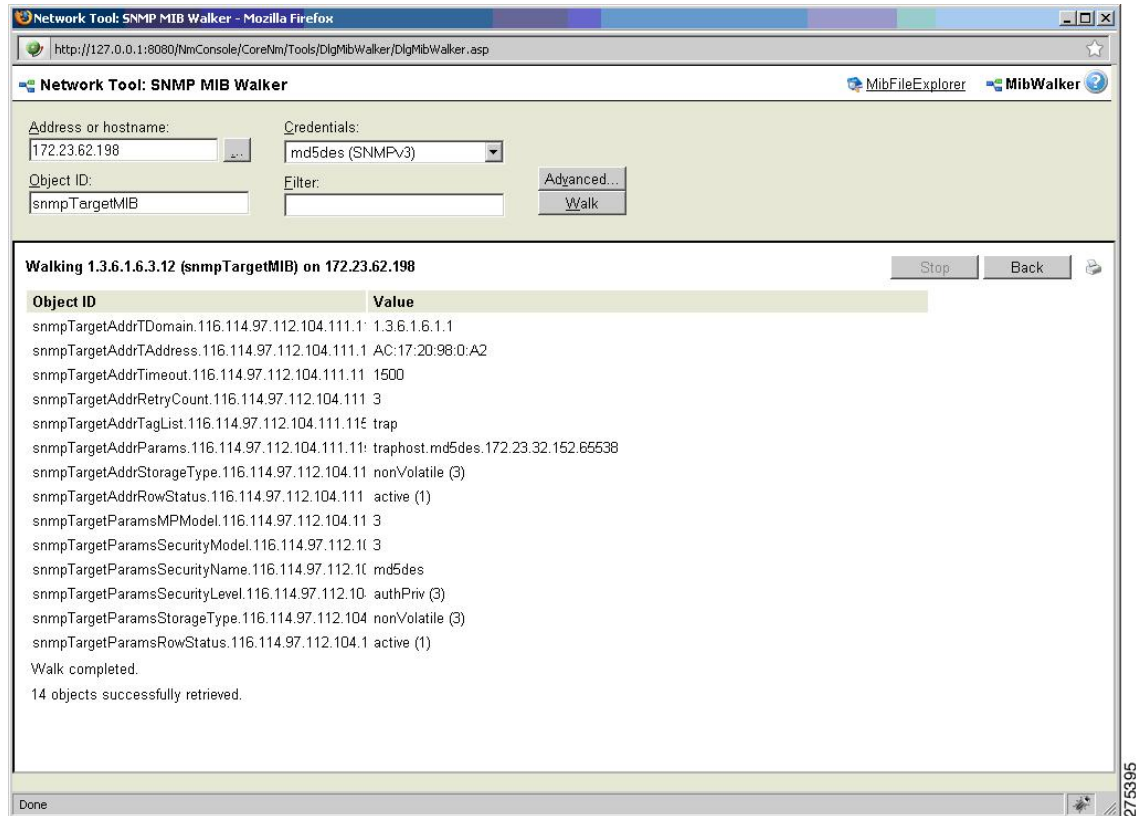 Network Tool: SNMP MIB Walker - Mozilla Firefox
http://127.0.0.1:8080/NmConsole/CoreNm/Tools/DlgMibWalker/DlgMibWalker.asp
Network Tool: SNMP MIB Walker MibFileExplorer MibWalker ?
Address or hostname: Credentials:
172.23.62.198 ... md5des (SNMPv3)
Object ID: Filter: Advanced...
snmpTargetMIB Walk
Walking 1.3.6.1.6.3.12 (snmpTargetMIB) on 172.23.62.198 Stop Back
Object ID Value
snmpTargetAddrTDomain.116.114.97.112.104.111.1 1.3.6.1.6.1.1
snmpTargetAddrTAddress.116.114.97.112.104.111.1 AC:17:20:98:0:A2
snmpTargetAddrTimeout.116.114.97.112.104.111.11 1500
snmpTargetAddrRetryCount.116.114.97.112.104.111 3
snmpTargetAddrTagList.116.114.97.112.104.111.115 trap
snmpTargetAddrParams.116.114.97.112.104.111.11 traphost.md5des.172.23.32.152.65538
snmpTargetAddrStorageType.116.114.97.112.104.11 nonVolatile (3)
snmpTargetAddrRowStatus.116.114.97.112.104.111 active (1)
snmpTargetParamsMPModel.116.114.97.112.104.11 3
snmpTargetParamsSecurityModel.116.114.97.112.10 3
snmpTargetParamsSecurityName.116.114.97.112.10 md5des
snmpTargetParamsSecurityLevel.116.114.97.112.10 authPriv (3)
snmpTargetParamsStorageType.116.114.97.112.104 nonVolatile (3)
snmpTargetParamsRowStatus.116.114.97.112.104.1 active (1)
Walk completed.
14 objects successfully retrieved.
Done
275395